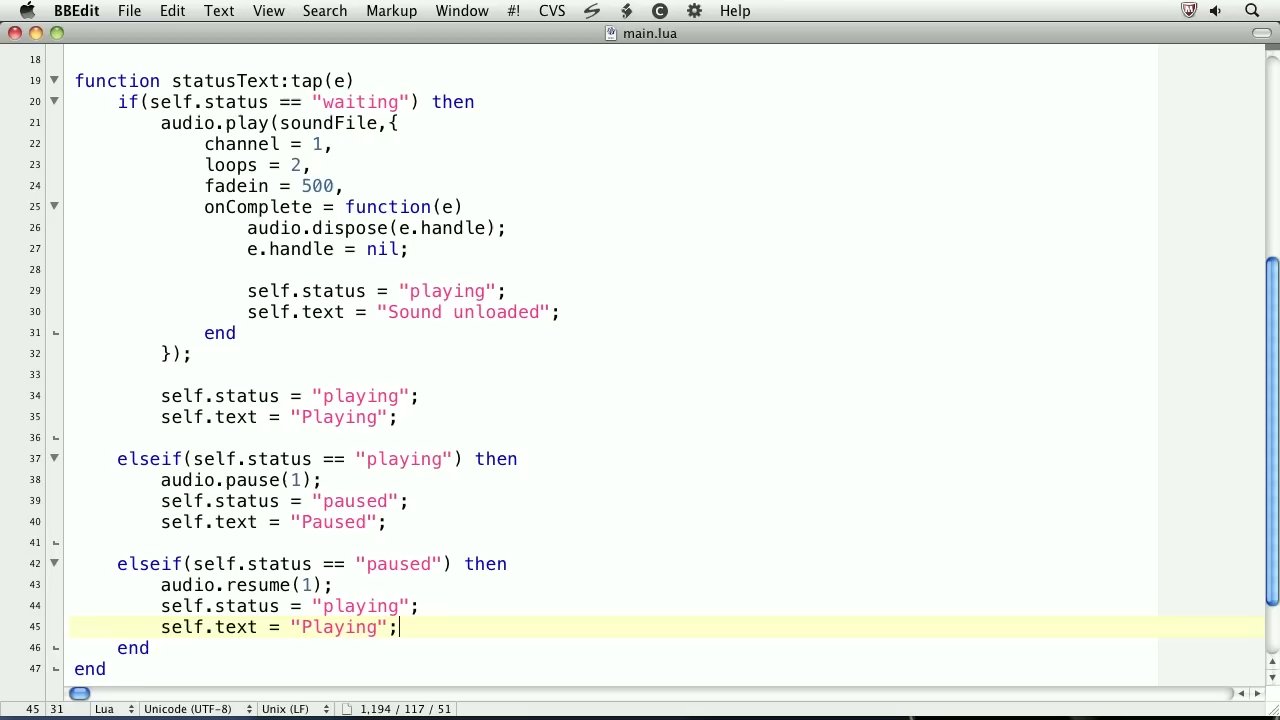 BBEdit File Edit Text View Search Markup Window #! CVS Help
main.lua
18
19 function statusText:tap(e)
20 if(self.status == "waiting") then
21 audio.play(soundFile,{
22 channel = 1,
23 loops = 2,
24 fadein = 500,
25 onComplete = function(e)
26 audio.dispose(e.handle);
27 e.handle = nil;
28
29 self.status = "playing";
30 self.text = "Sound unloaded";
31 end
32 });
33
34 self.status = "playing";
35 self.text = "Playing";
36
37 elseif(self.status == "playing") then
38 audio.pause(1);
39 self.status = "paused";
40 self.text = "Paused";
41
42 elseif(self.status == "paused") then
43 audio.resume(1);
44 self.status = "playing";
45 self.text = "Playing";
46 end
47 end
45 31 Lua Unicode (UTF-8) Unix (LF) 1,194 / 117 / 51